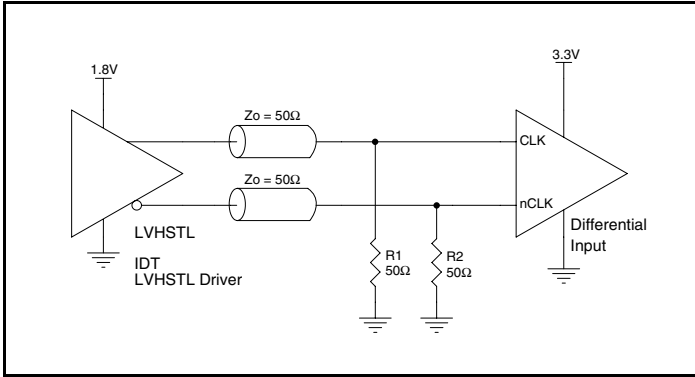 1.8V
3.3V
Zo = 50Ω
CLK
Zo = 50Ω
nCLK
LVHSTL
IDT
LVHSTL Driver
R1
50Ω
R2
50Ω
Differential
Input